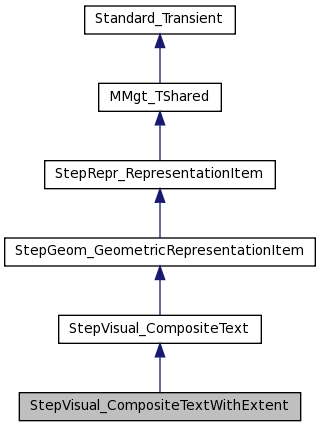 Standard_Transient
MMgt_TShared
StepRepr_RepresentationItem
StepGeom_GeometricRepresentationItem
StepVisual_CompositeText
StepVisual_CompositeTextWithExtent